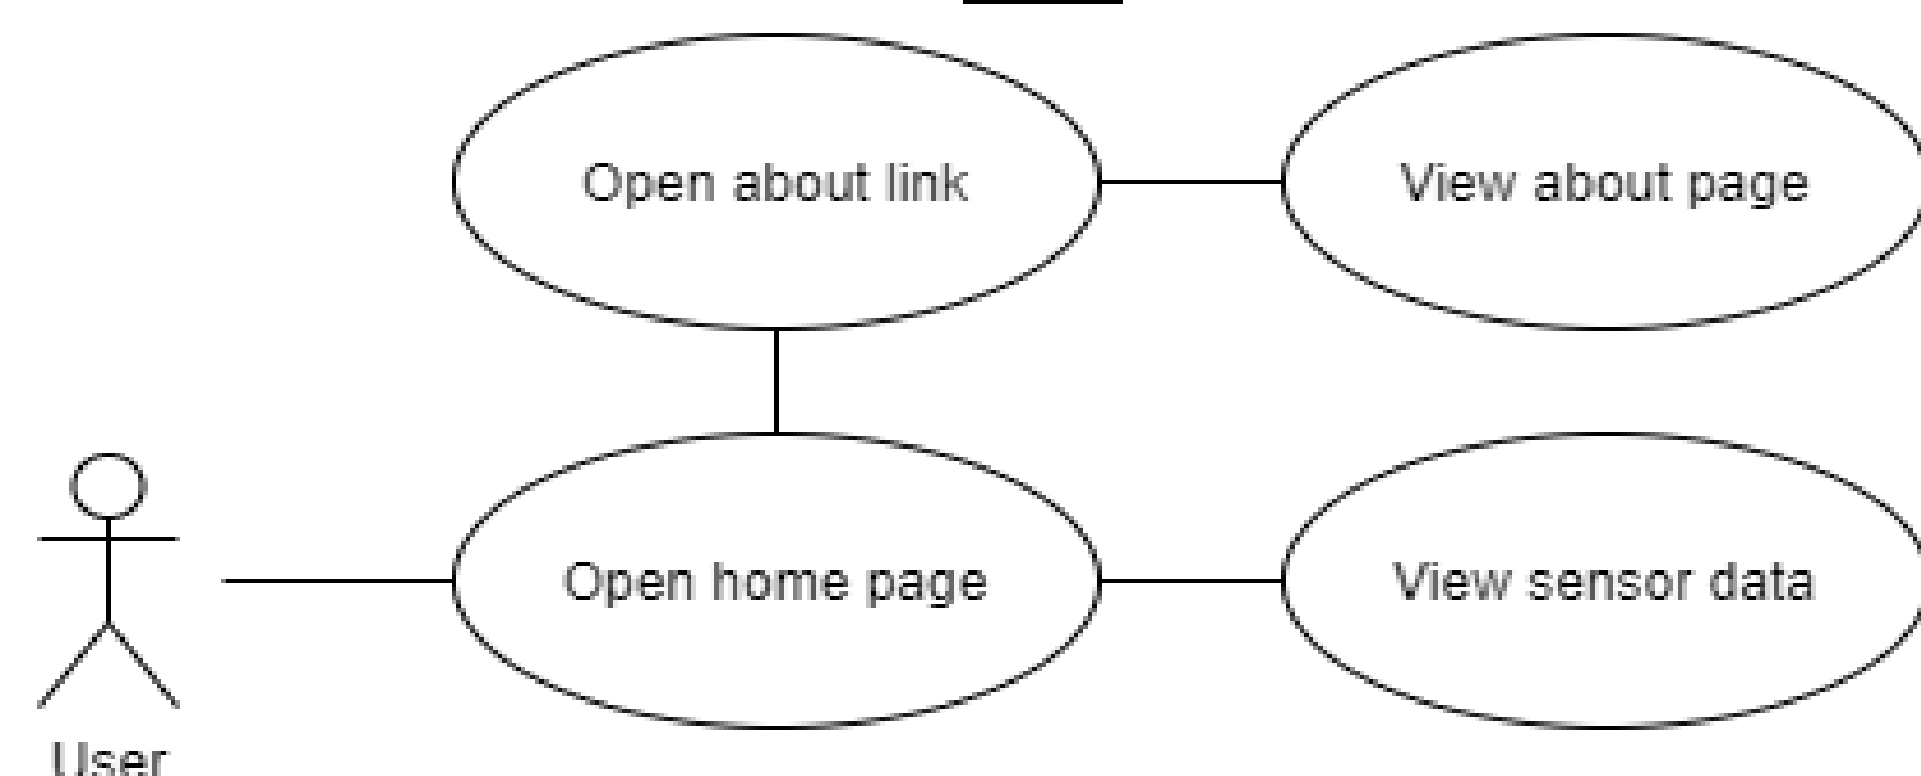 Open about link
View about page
Open home page
View sensor data
User